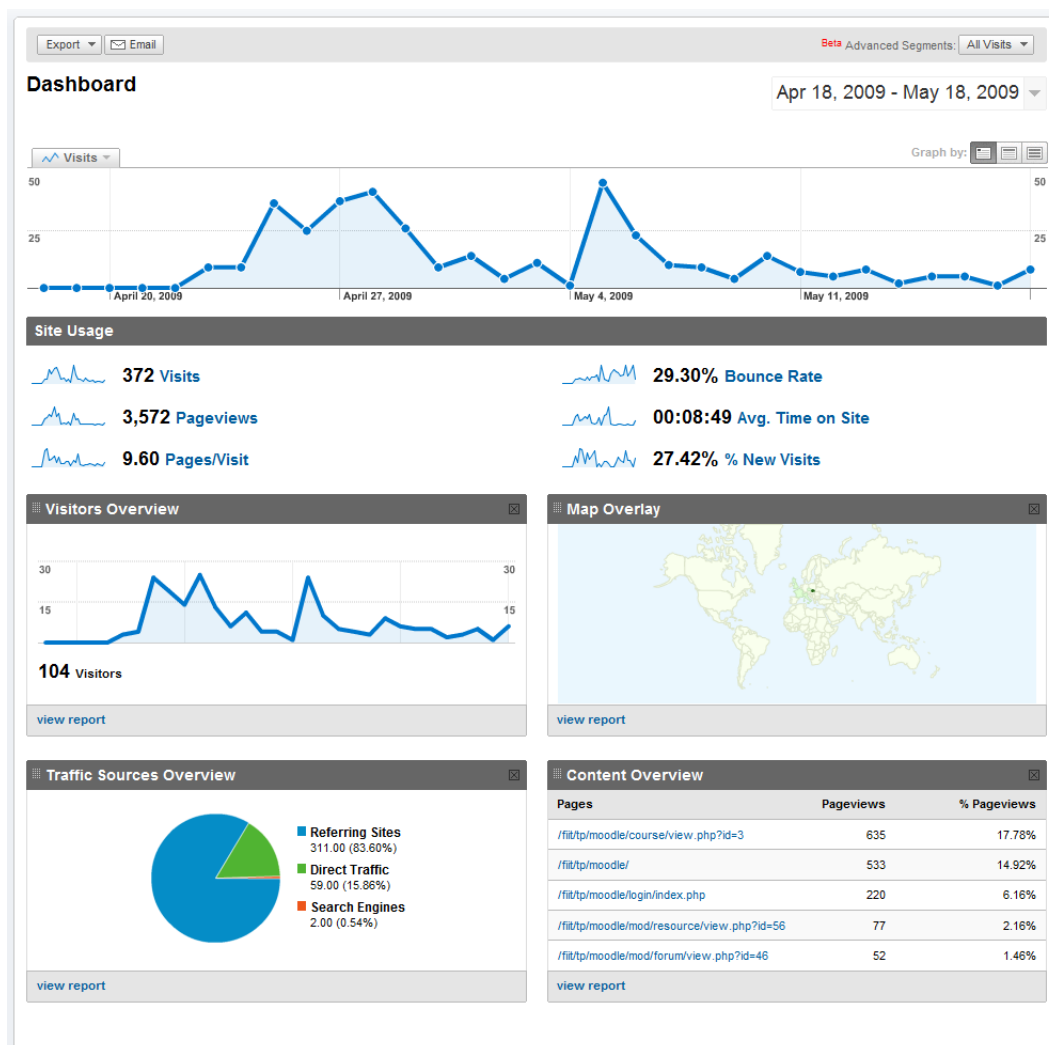 Export Email Beta Advanced Segments: All Visits
Dashboard
Apr 18, 2009 - May 18, 2009
Visits Graph by:
50 50
25 25
April 20, 2009 April 27, 2009 May 4, 2009 May 11, 2009
Site Usage
372 Visits 29.30% Bounce Rate
3,572 Pageviews 00:08:49 Avg. Time on Site
9.60 Pages/Visit 27.42% % New Visits
Visitors Overview
30 30
15 15
104 Visitors
view report
Map Overlay
view report
Traffic Sources Overview
Referring Sites
311.00 (83.60%)
Direct Traffic
59.00 (15.86%)
Search Engines
2.00 (0.54%)
view report
Content Overview
Pages Pageviews % Pageviews
/fiit/tp/moodle/course/view.php?id=3 635 17.78%
/fiit/tp/moodle/ 533 14.92%
/fiit/tp/moodle/login/index.php 220 6.16%
/fiit/tp/moodle/mod/resource/view.php?id=56 77 2.16%
/fiit/tp/moodle/mod/forum/view.php?id=46 52 1.46%
view report